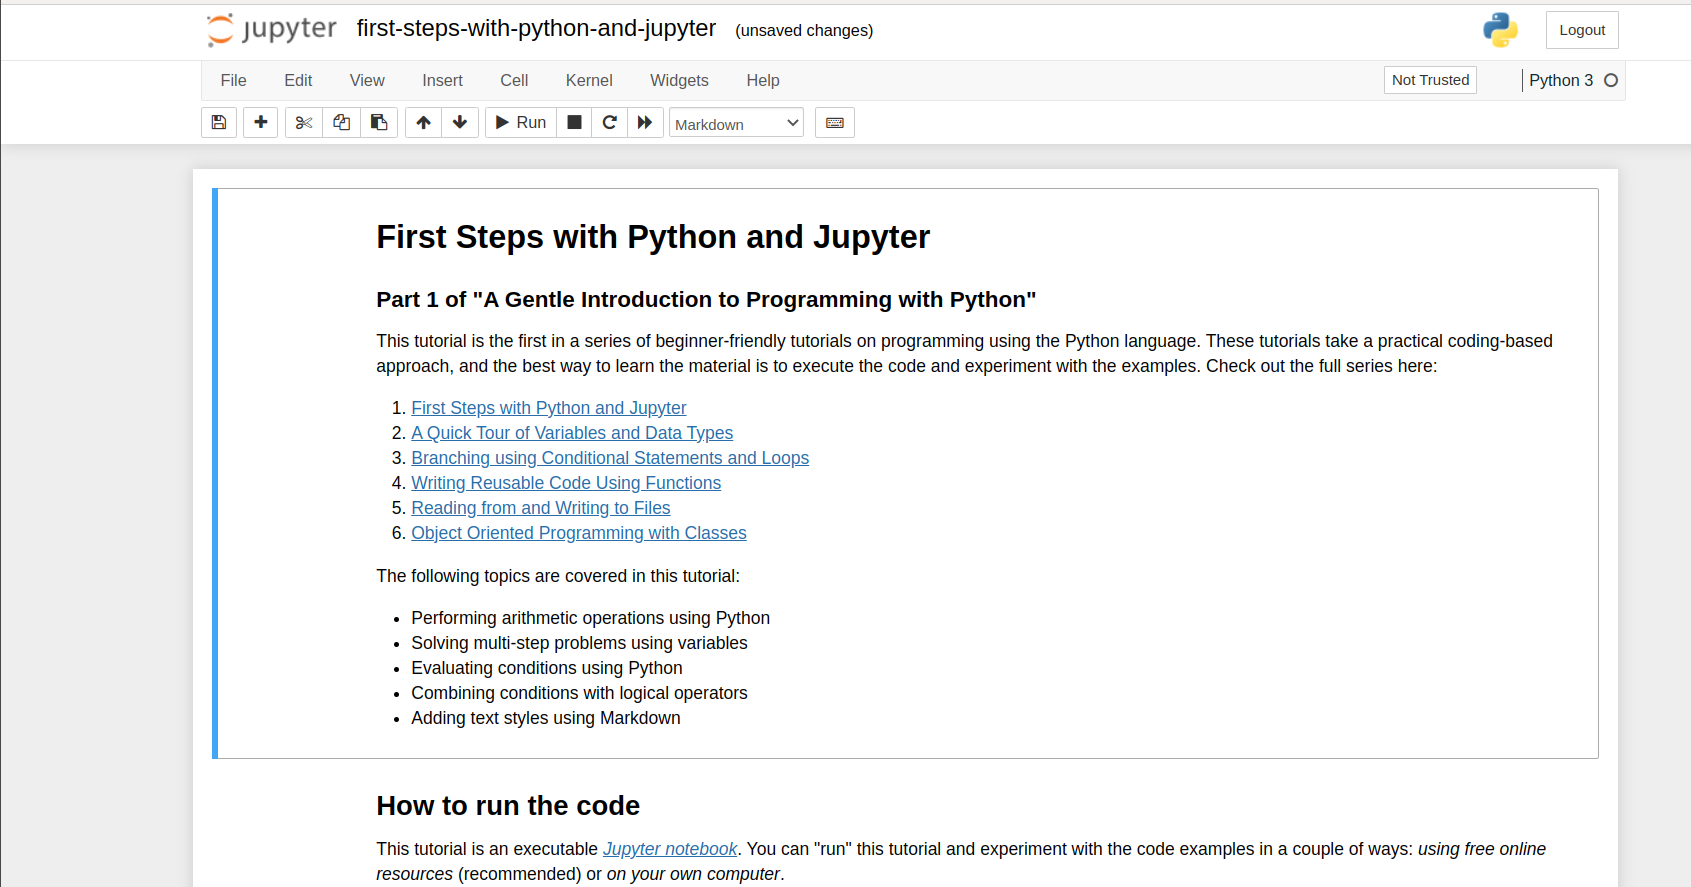 jupyter first-steps-with-python-and-jupyter (unsaved changes) Logout
File Edit View Insert Cell Kernel Widgets Help Not Trusted Python 3
Run Markdown
First Steps with Python and Jupyter
Part 1 of "A Gentle Introduction to Programming with Python"
This tutorial is the first in a series of beginner-friendly tutorials on programming using the Python language. These tutorials take a practical coding-based
approach, and the best way to learn the material is to execute the code and experiment with the examples. Check out the full series here:
1. First Steps with Python and Jupyter
2. A Quick Tour of Variables and Data Types
3. Branching using Conditional Statements and Loops
4. Writing Reusable Code Using Functions
5. Reading from and Writing to Files
6. Object Oriented Programming with Classes
The following topics are covered in this tutorial:
• Performing arithmetic operations using Python
• Solving multi-step problems using variables
• Evaluating conditions using Python
• Combining conditions with logical operators
• Adding text styles using Markdown
How to run the code
This tutorial is an executable Jupyter notebook. You can "run" this tutorial and experiment with the code examples in a couple of ways: using free online
resources (recommended) or on your own computer.